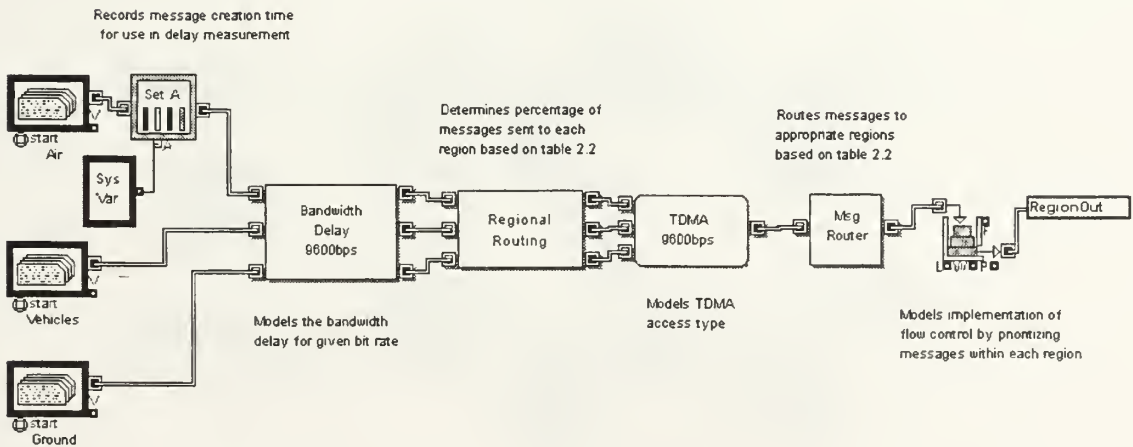 Records message creation time
for use in delay measurement
Set A
start
Air
Sys
Var
Determines percentage of
messages sent to each
region based on table 2.2
Routes messages to
appropriate regions
based on table 2.2
Bandwidth
Delay
9600bps
Regional
Routing
TDMA
9600bps
Msg
Router
RegionOut
start
Vehicles
Models the bandwidth
delay for given bit rate
Models TDMA
access type
Models implementation of
flow control by prioritizing
messages within each region
start
Ground